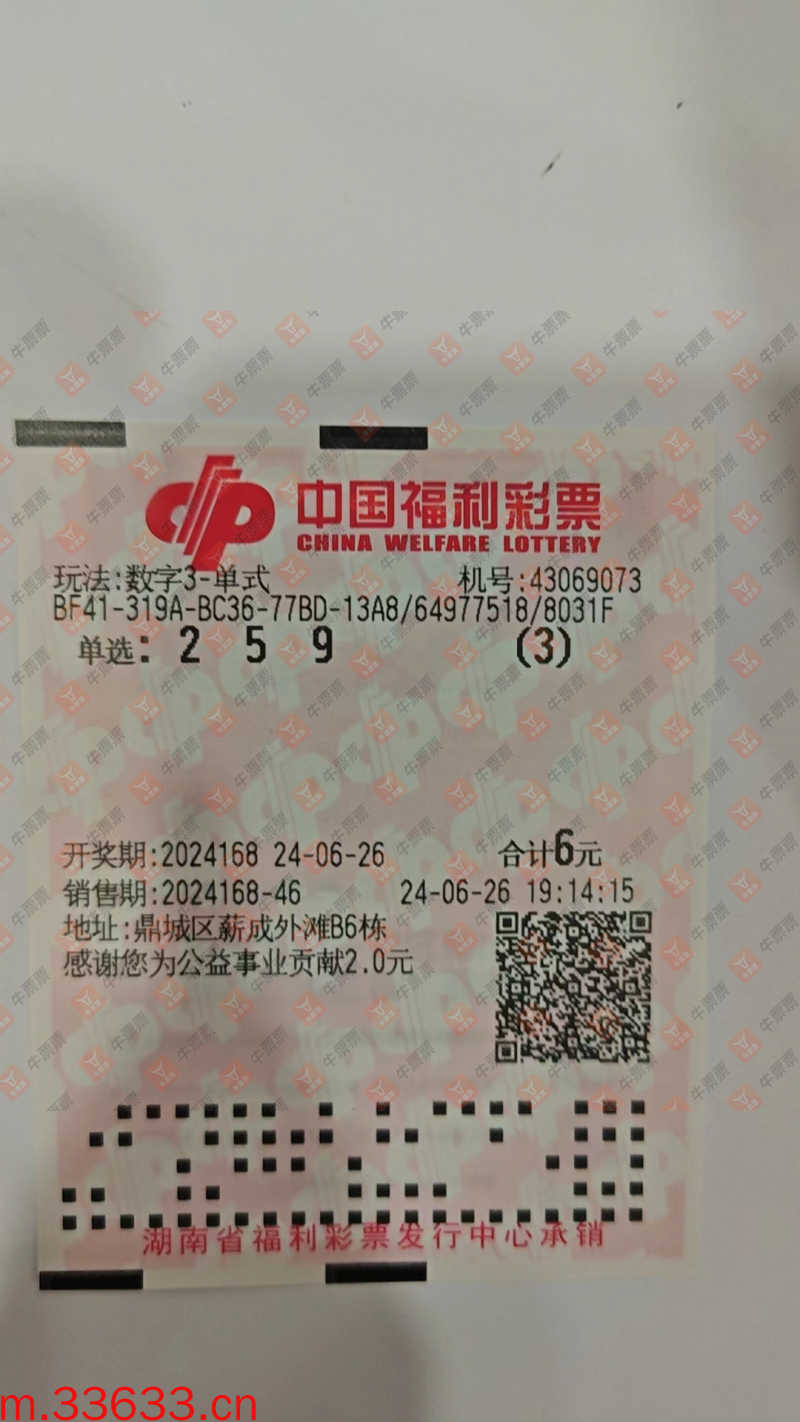 中国福利彩票
CHINA WELFARE LOTTERY
玩法:数字3-单式 机号:43069073
BF41-319A-BC36-77BD-13A8/64977518/8031F
单选: 2 5 9 (3)
开奖期:2024168 24-06-26 合计6元
销售期:2024168-46 24-06-26 19:14:15
地址:鼎城区薪成外滩B6栋
感谢您为公益事业贡献2.0元
湖南省福利彩票发行中心承销
牛票票
m.33633.cn